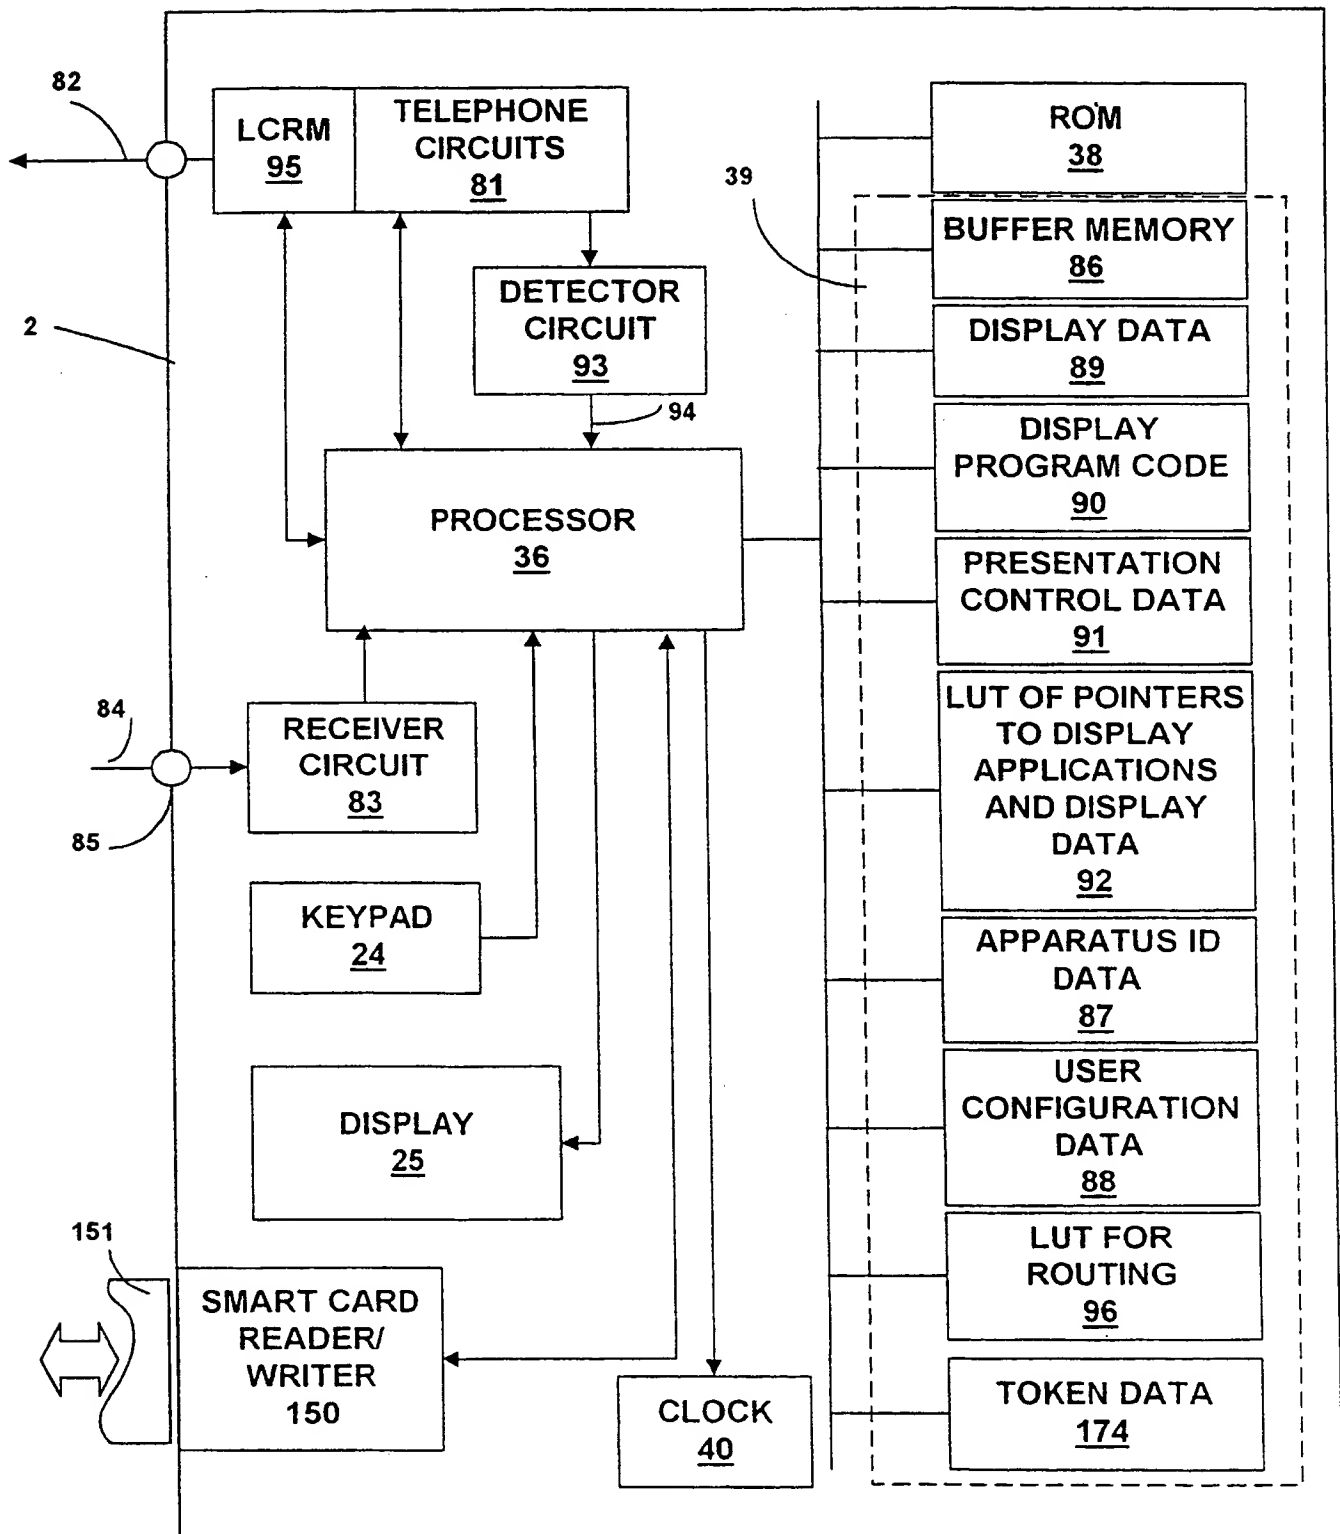 82
LCRM
95
TELEPHONE
CIRCUITS
81
ROM
38
39
BUFFER MEMORY
86
DETECTOR
CIRCUIT
93
94
2
DISPLAY DATA
89
DISPLAY
PROGRAM CODE
90
PROCESSOR
36
PRESENTATION
CONTROL DATA
91
84
85
RECEIVER
CIRCUIT
83
LUT OF POINTERS
TO DISPLAY
APPLICATIONS
AND DISPLAY
DATA
92
KEYPAD
24
APPARATUS ID
DATA
87
DISPLAY
25
USER
CONFIGURATION
DATA
88
151
SMART CARD
READER/
WRITER
150
LUT FOR
ROUTING
96
CLOCK
40
TOKEN DATA
174